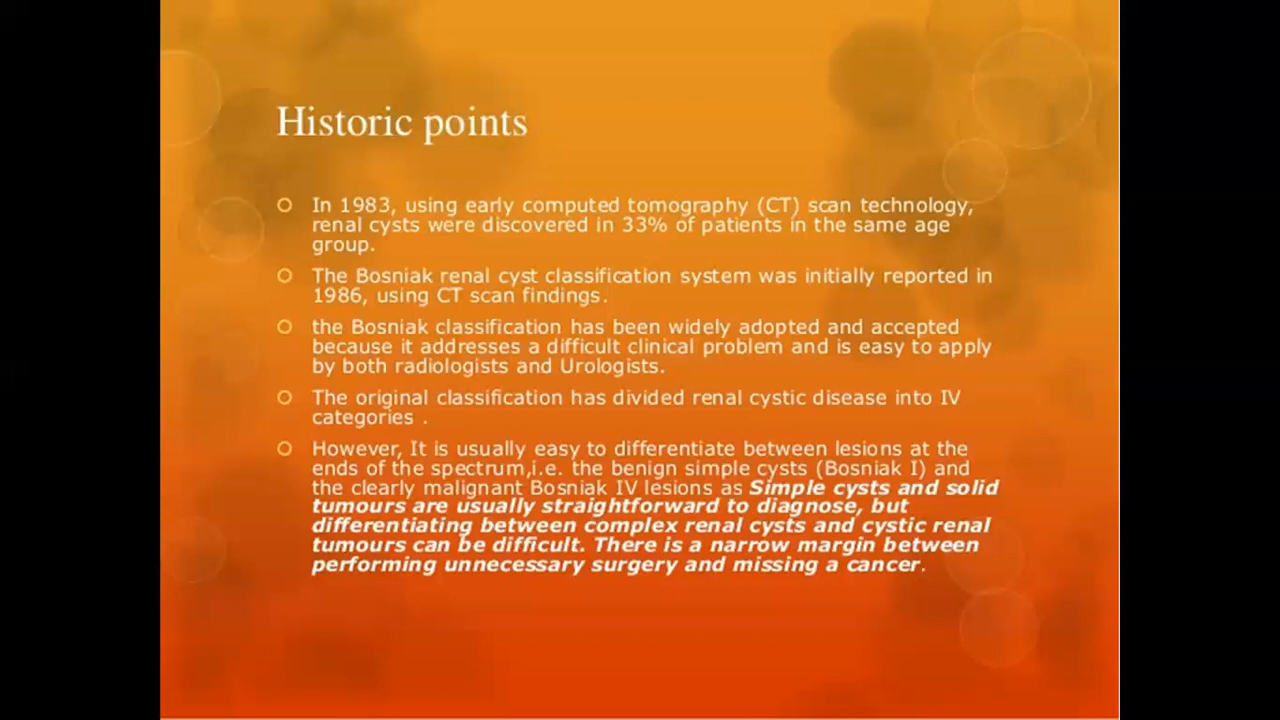 Historic points
In 1983, using early computed tomography (CT) scan technology,
renal cysts were discovered in 33% of patients in the same age
group.
The Bosniak renal cyst classification system was initially reported in
1986, using CT scan findings.
the Bosniak classification has been widely adopted and accepted
because it addresses a difficult clinical problem and is easy to apply
by both radiologists and Urologists.
The original classification has divided renal cystic disease into IV
categories .
However, It is usually easy to differentiate between lesions at the
ends of the spectrum,i.e. the benign simple cysts (Bosniak I) and
the clearly malignant Bosniak IV lesions as Simple cysts and solid
tumours are usually straightforward to diagnose, but
differentiating between complex renal cysts and cystic renal
tumours can be difficult. There is a narrow margin between
performing unnecessary surgery and missing a cancer.